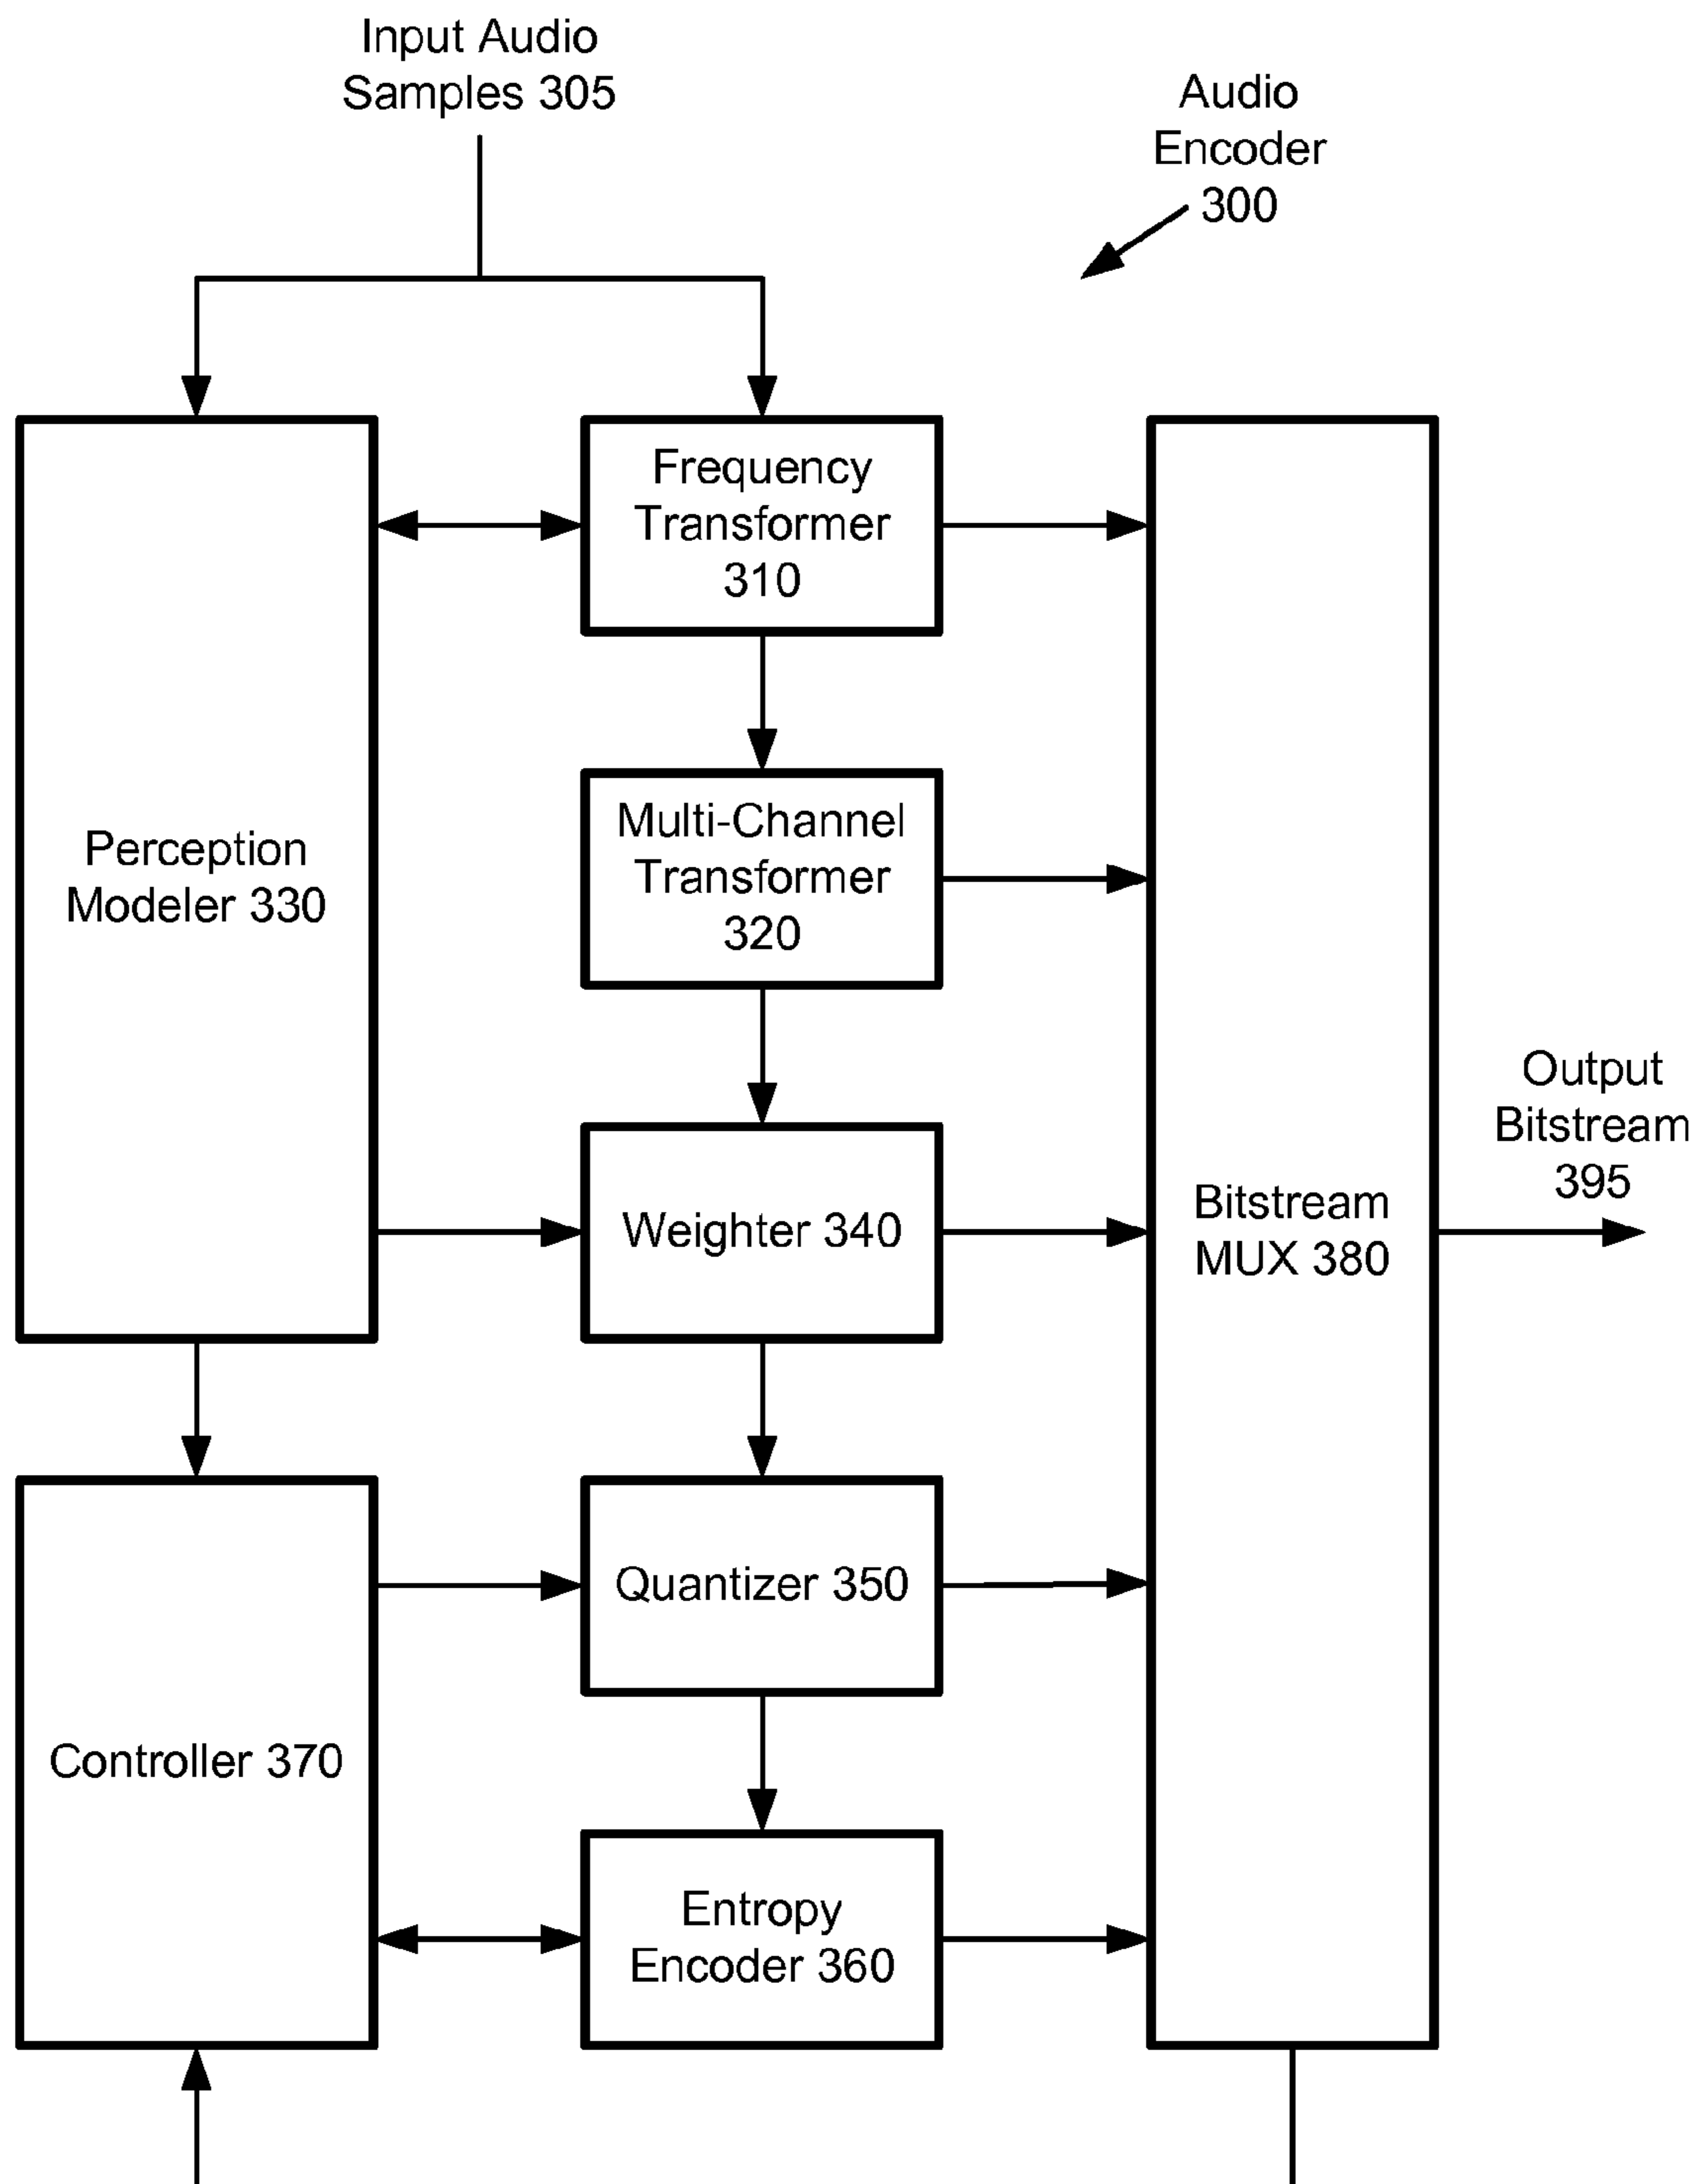 Input Audio
Samples 305
Audio
Encoder
300
Frequency
Transformer
310
Multi-Channel
Transformer
320
Perception
Modeler 330
Weighter 340
Output
Bitstream
395
Bitstream
MUX 380
Quantizer 350
Controller 370
Entropy
Encoder 360